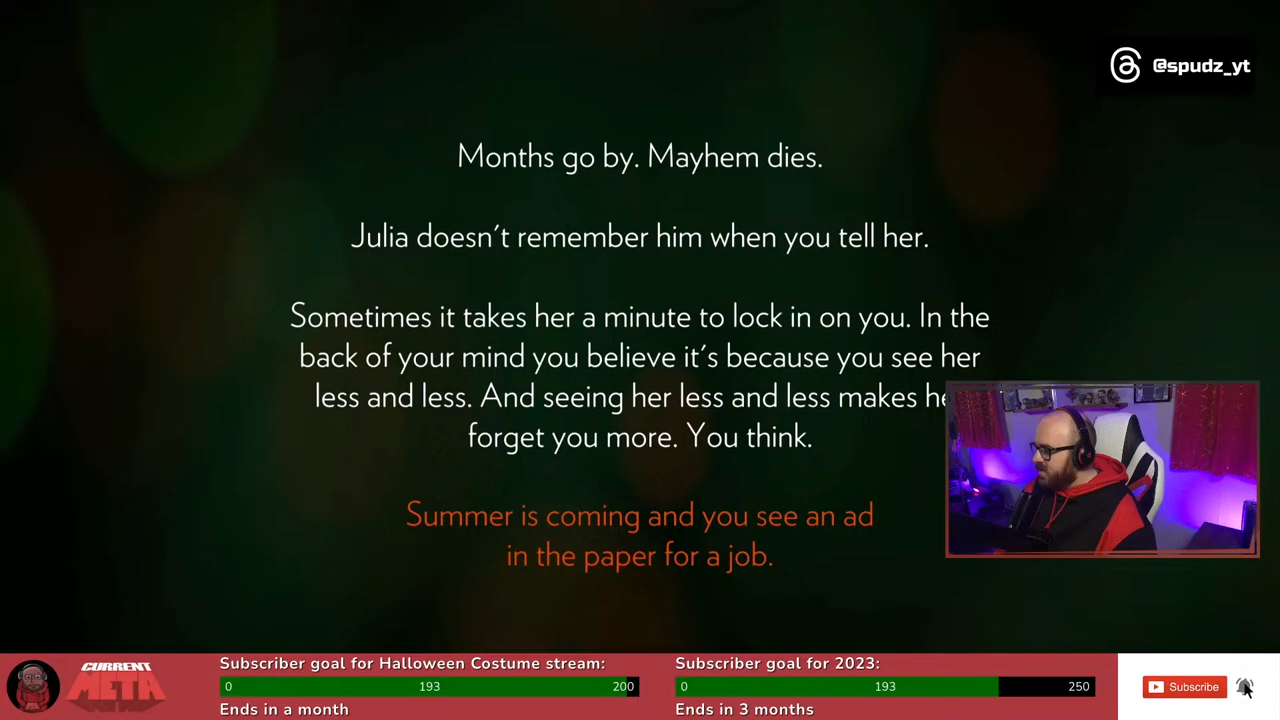 @spudz_yt
Months go by. Mayhem dies.
Julia doesn't remember him when you tell her.
Sometimes it takes her a minute to lock in on you. In the
back of your mind you believe it's because you see her
less and less. And seeing her less and less makes
forget you more. You think.
Summer is coming and you see an ad
in the paper for a job.
CURRENT
META
Subscriber goal for Halloween Costume stream:
0 193 200
Ends in a month
Subscriber goal for 2023:
0 193 250
Ends in 3 months
Subscribe